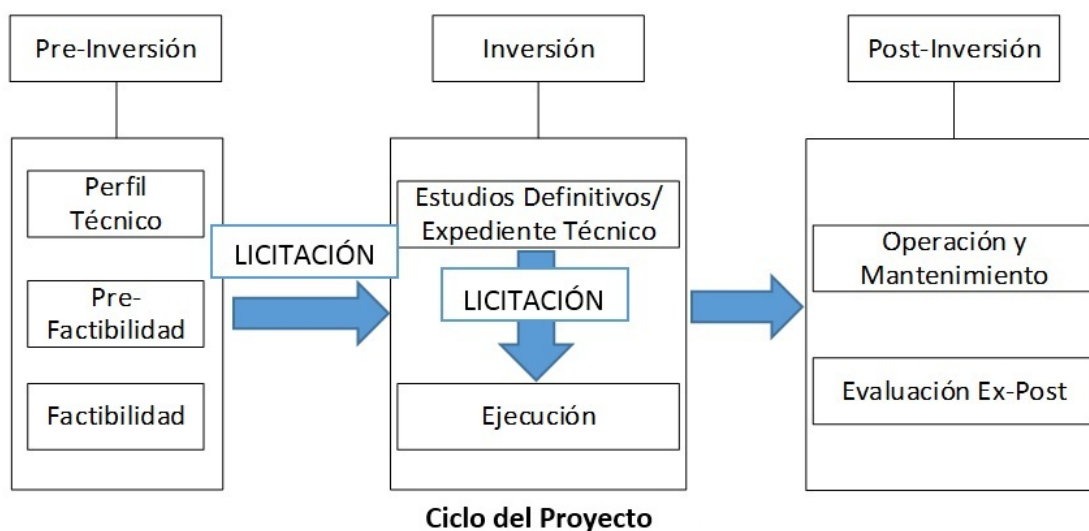 Pre-Inversión
Inversión
Post-Inversión
Perfil
Técnico
Pre-
Factibilidad
Factibilidad
LICITACIÓN
Estudios Definitivos/
Expediente Técnico
LICITACIÓN
Ejecución
Operación y
Mantenimiento
Evaluación Ex-Post
Ciclo del Proyecto